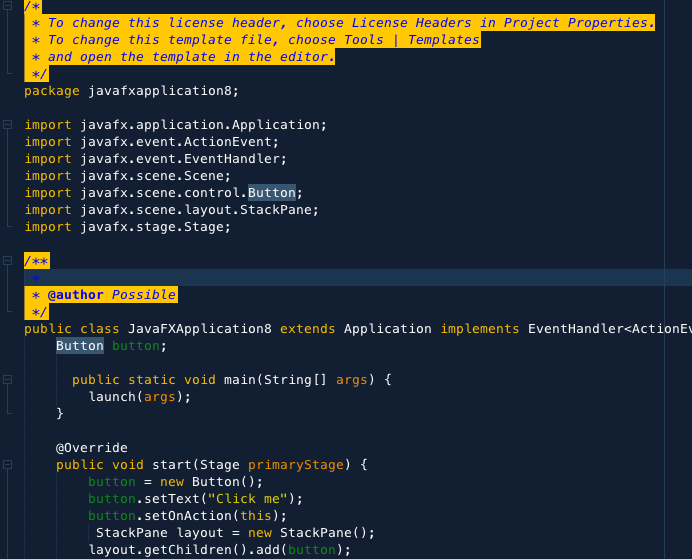 /*
 * To change this license header, choose License Headers in Project Properties.
 * To change this template file, choose Tools | Templates
 * and open the template in the editor.
 */
package javafxapplication8;

import javafx.application.Application;
import javafx.event.ActionEvent;
import javafx.event.EventHandler;
import javafx.scene.Scene;
import javafx.scene.control.Button;
import javafx.scene.layout.StackPane;
import javafx.stage.Stage;

/**
 *
 * @author Possible
 */
public class JavaFXApplication8 extends Application implements EventHandler<ActionEv
    Button button;

      public static void main(String[] args) {
        launch(args);
    }

    @Override
    public void start(Stage primaryStage) {
        button = new Button();
        button.setText("Click me");
        button.setOnAction(this);
         StackPane layout = new StackPane();
        layout.getChildren().add(button);